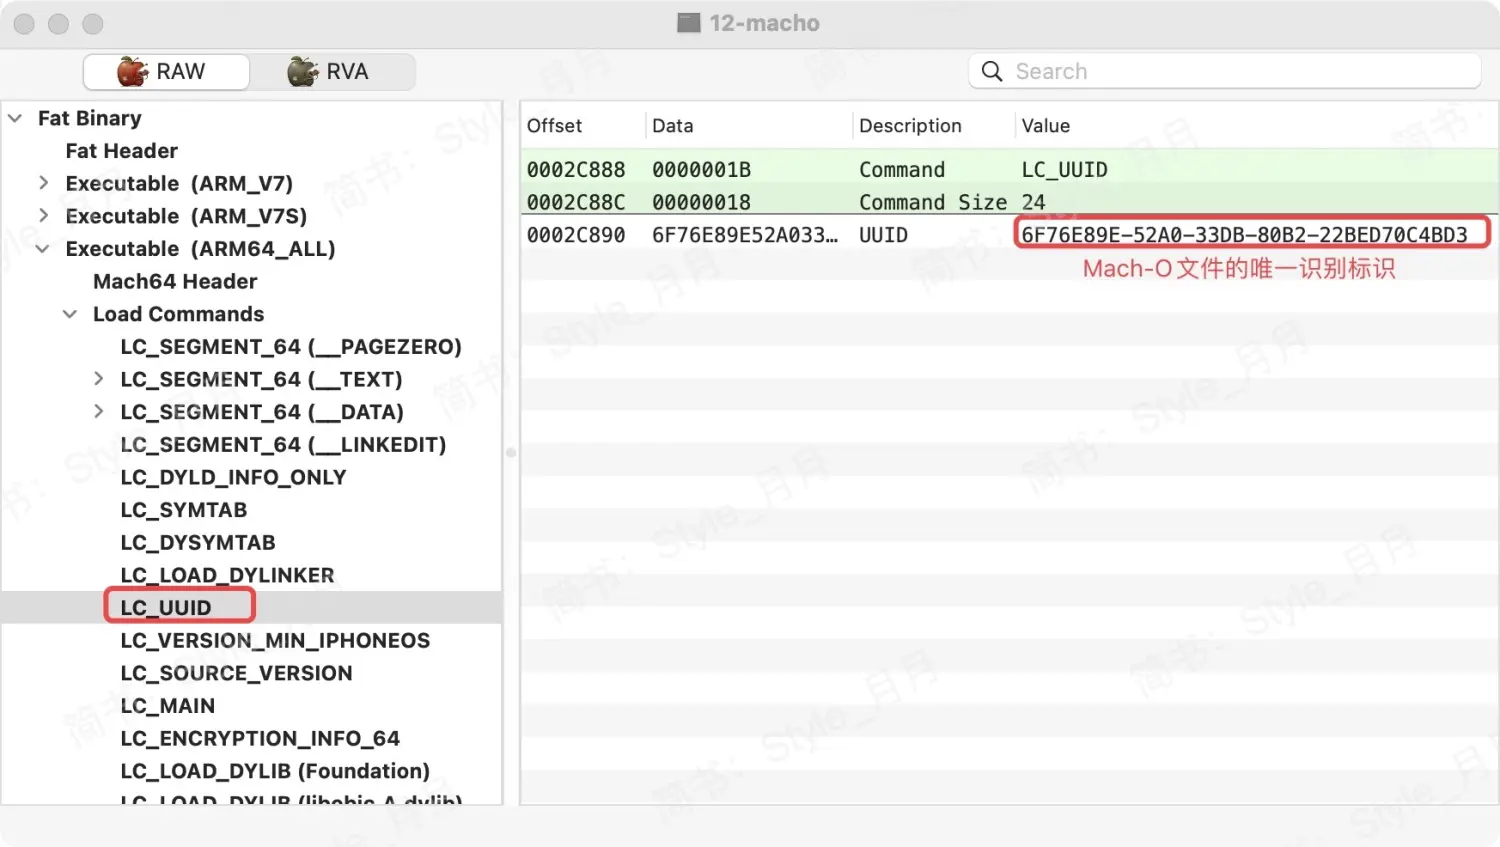 12-macho
RAW
RVA
Search
Fat Binary
Fat Header
Executable (ARM_V7)
Executable (ARM_V7S)
Executable (ARM64_ALL)
Mach64 Header
Load Commands
LC_SEGMENT_64 (__PAGEZERO)
LC_SEGMENT_64 (__TEXT)
LC_SEGMENT_64 (__DATA)
LC_SEGMENT_64 (__LINKEDIT)
LC_DYLD_INFO_ONLY
LC_SYMTAB
LC_DYSYMTAB
LC_LOAD_DYLINKER
LC_UUID
LC_VERSION_MIN_IPHONEOS
LC_SOURCE_VERSION
LC_MAIN
LC_ENCRYPTION_INFO_64
LC_LOAD_DYLIB (Foundation)
LC_LOAD_DYLIB (libobjc.A.dylib)
Offset Data Description Value
0002C888 0000001B Command LC_UUID
0002C88C 00000018 Command Size 24
0002C890 6F76E89E52A033… UUID 6F76E89E-52A0-33DB-80B2-22BED70C4BD3
Mach-O文件的唯一识别标识
简书：Style_月月